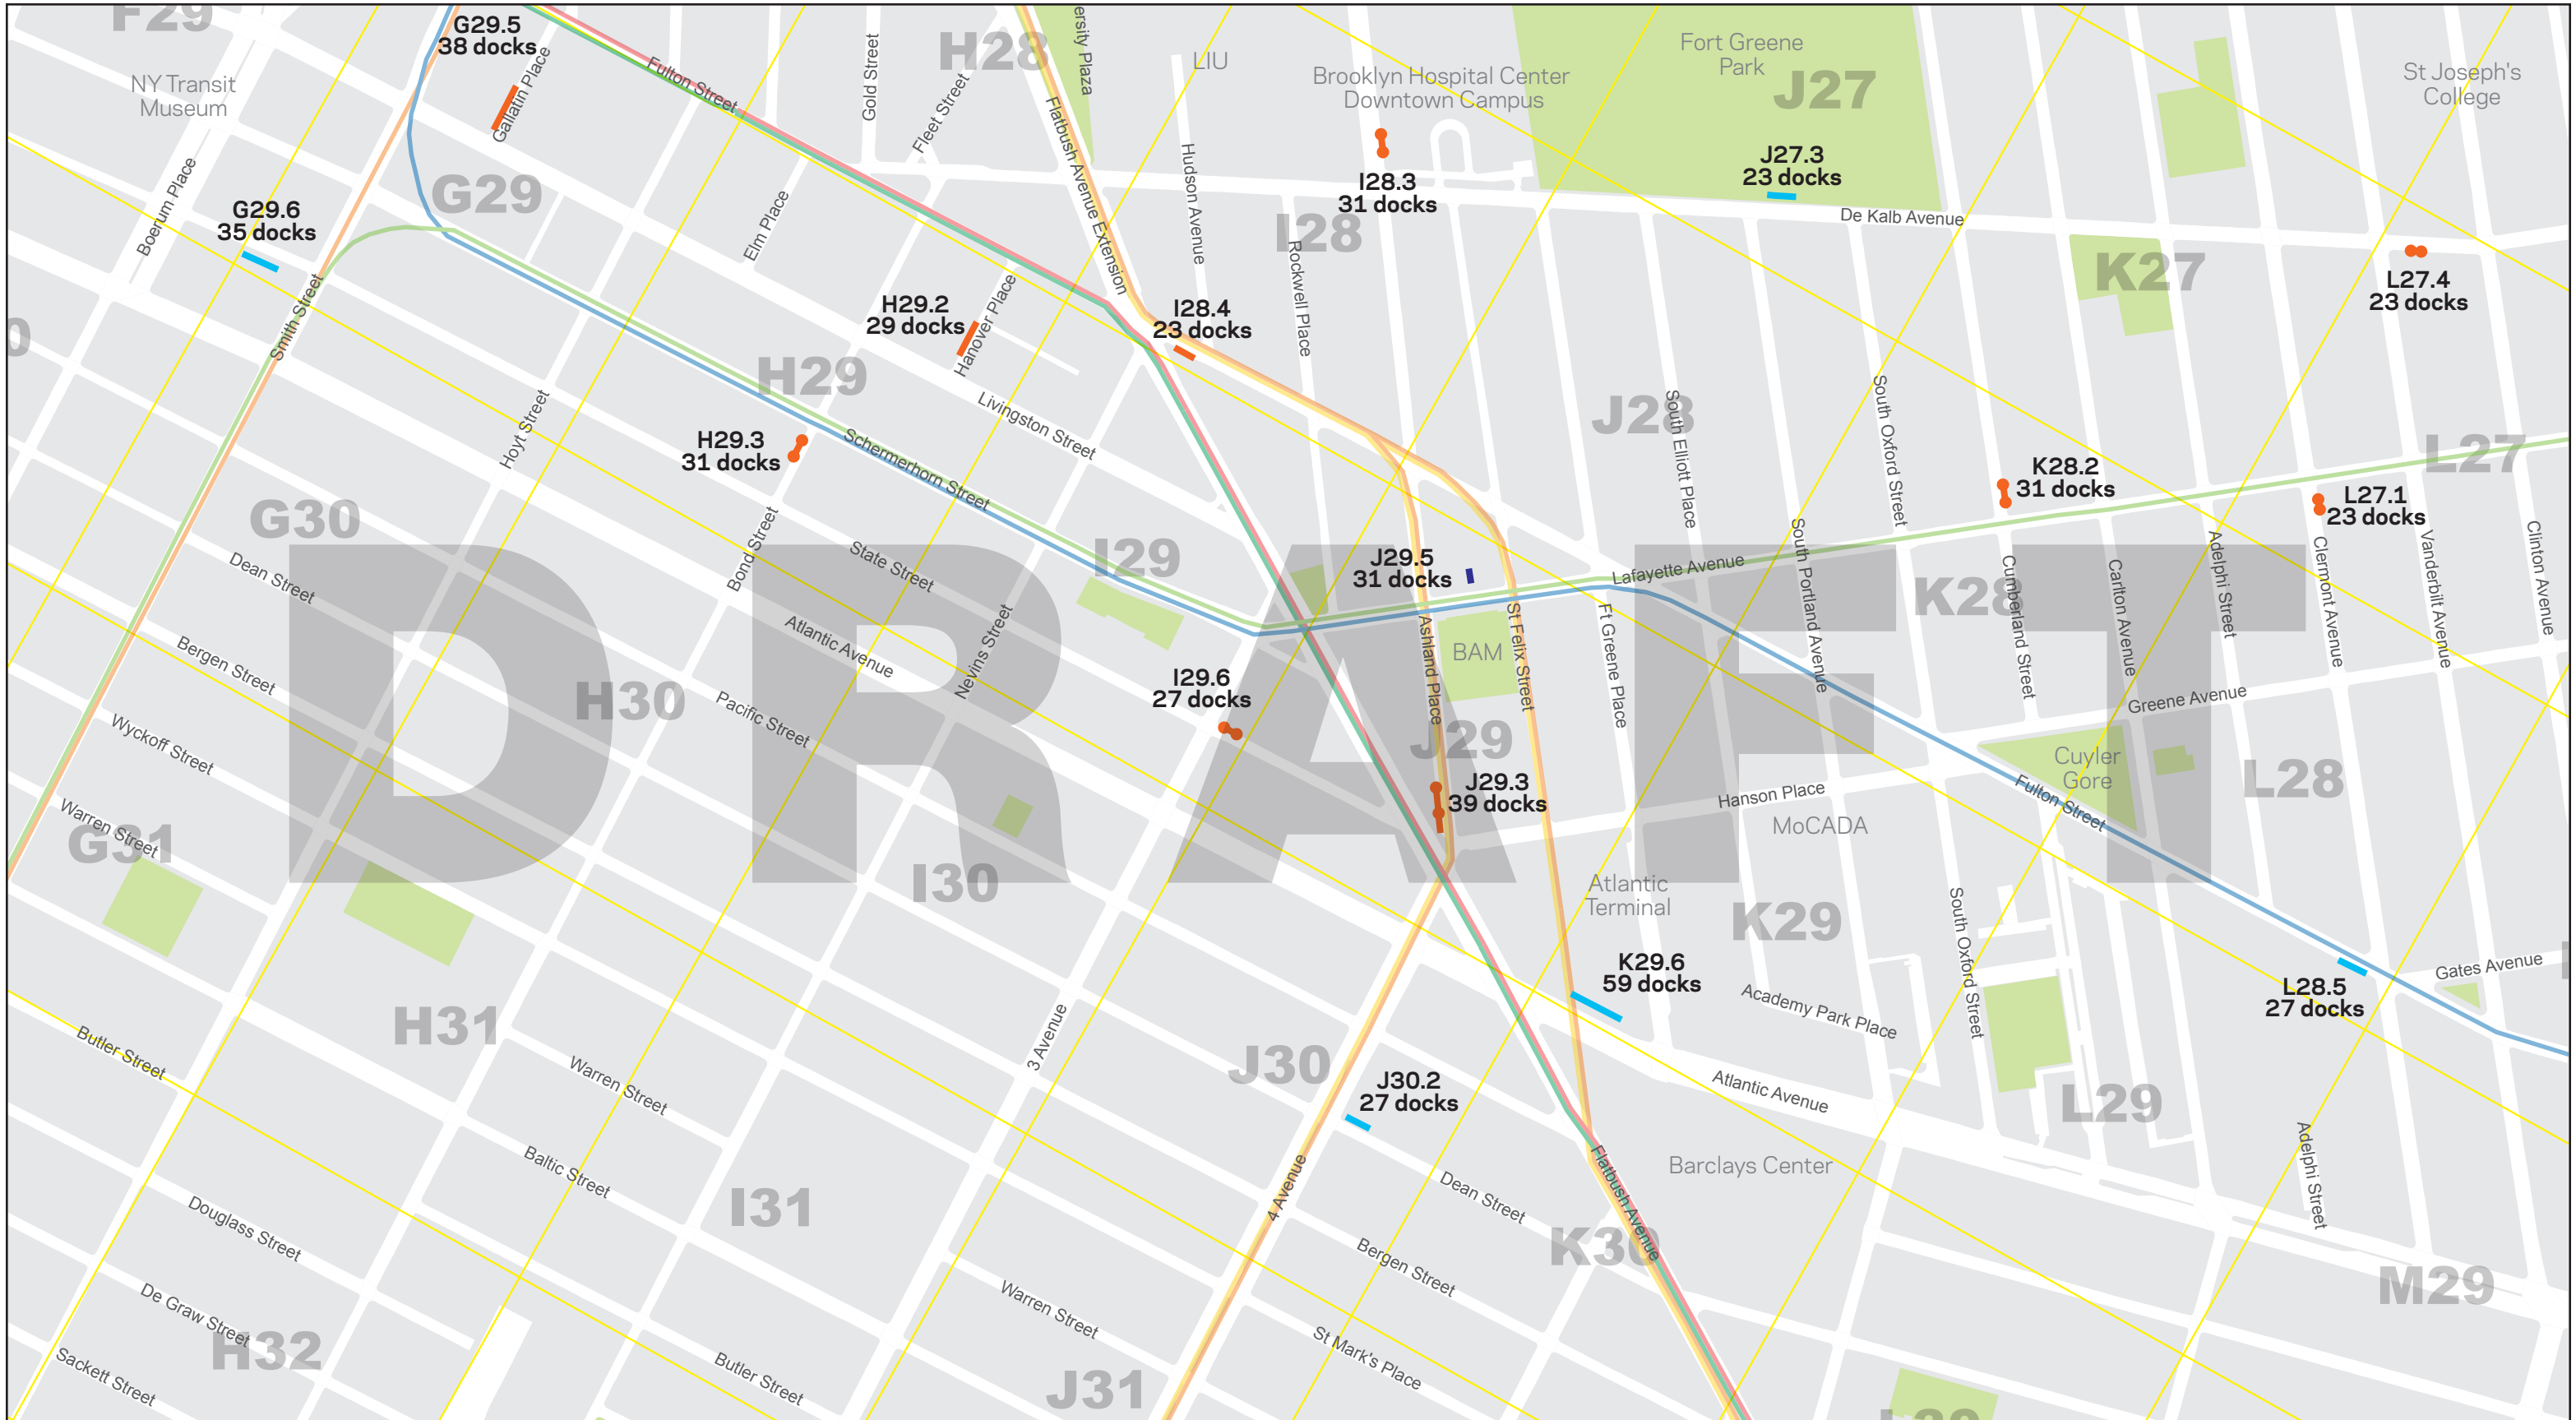 F29
G29.5
38 docks
Gallatin Place
Fulton Street
Gold Street
Fleet Street
H28
ersity Plaza
LIU
Brooklyn Hospital Center
Downtown Campus
Fort Greene
Park
J27
St Joseph's
College
NY Transit
Museum
Boerum Place
G29
Elm Place
Flatbush Avenue Extension
Hudson Avenue
I28.3
31 docks
I28
Rockwell Place
J27.3
23 docks
De Kalb Avenue
K27
L27.4
23 docks
G29.6
35 docks
Smith Street
H29.2
29 docks
Hanover Place
I28.4
23 docks
H29
Livingston Street
J28
South Elliott Place
South Oxford Street
L27
Hoyt Street
H29.3
31 docks
Schermerhorn Street
K28.2
31 docks
L27.1
23 docks
G30
Dean Street
Bond Street
State Street
I29
J29.5
31 docks
Lafayette Avenue
South Portland Avenue
K28
Cumberland Street
Carlton Avenue
Adelphi Street
Clermont Avenue
Vanderbilt Avenue
Clinton Avenue
DRAFT
Bergen Street
Atlantic Avenue
Nevins Street
BAM
Ashland Place
St Felix Street
Ft Greene Place
Greene Avenue
H30
Pacific Street
I29.6
27 docks
J29
Wyckoff Street
Warren Street
G31
J29.3
39 docks
Hanson Place
MoCADA
Cuyler
Gore
Fulton Street
L28
I30
Atlantic
Terminal
K29
South Oxford Street
K29.6
59 docks
Academy Park Place
L28.5
27 docks
Gates Avenue
H31
Butler Street
Warren Street
3 Avenue
J30
J30.2
27 docks
Atlantic Avenue
L29
Adelphi Street
Barclays Center
Baltic Street
I31
4 Avenue
Dean Street
Flatbush Avenue
Douglass Street
Bergen Street
K30
M29
De Graw Street
H32
Warren Street
St Mark's Place
Sackett Street
Butler Street
J31